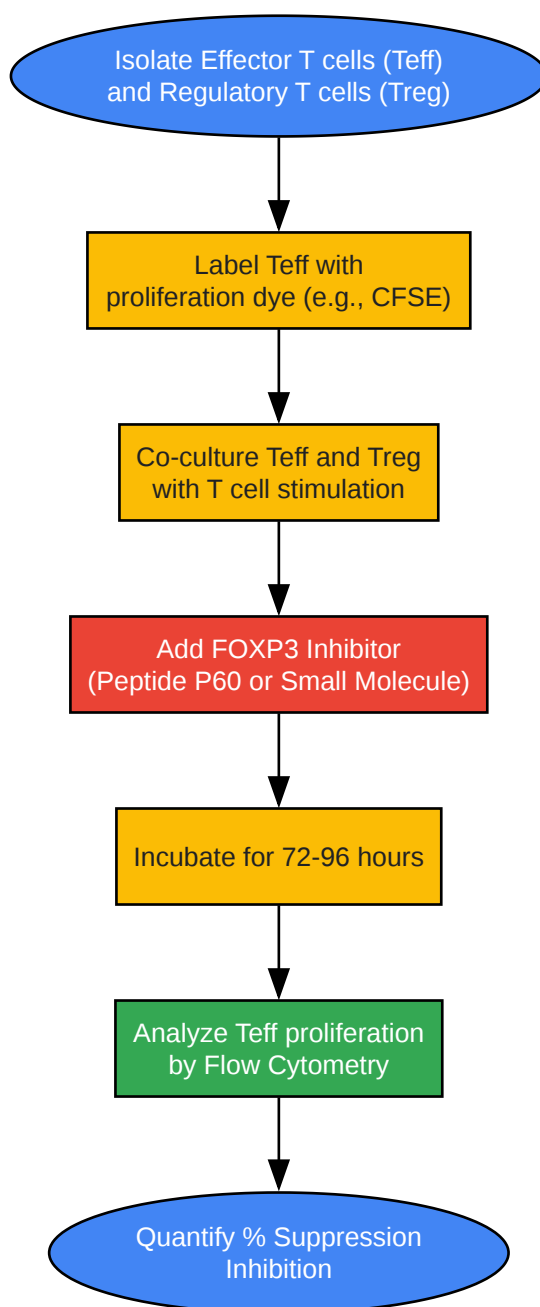 Isolate Effector T cells (Teff)
and Regulatory T cells (Treg)
Label Teff with
proliferation dye (e.g., CFSE)
Co-culture Teff and Treg
with T cell stimulation
Add FOXP3 Inhibitor
(Peptide P60 or Small Molecule)
Incubate for 72-96 hours
Analyze Teff proliferation
by Flow Cytometry
Quantify % Suppression
Inhibition